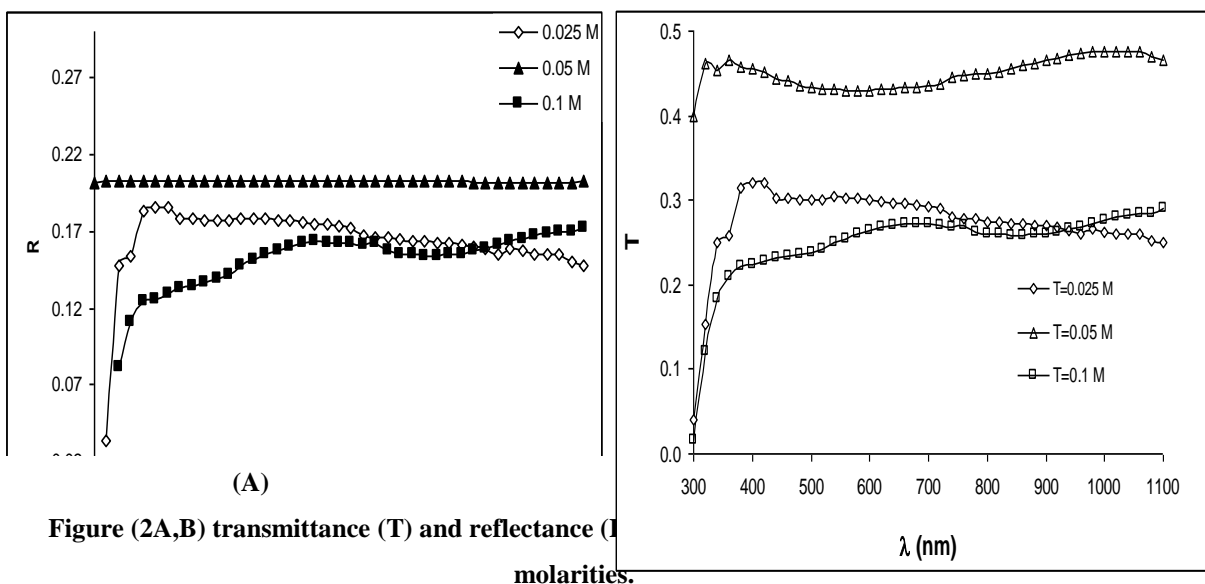 0.025 M
0.05 M
0.1 M
0.27
0.22
0.17
0.12
0.07
R
(A)
0.5
0.4
0.3
0.2
0.1
0.0
T
T=0.025 M
T=0.05 M
T=0.1 M
300 400 500 600 700 800 900 1000 1100
λ (nm)
Figure (2A,B) transmittance (T) and reflectance (
molarities.